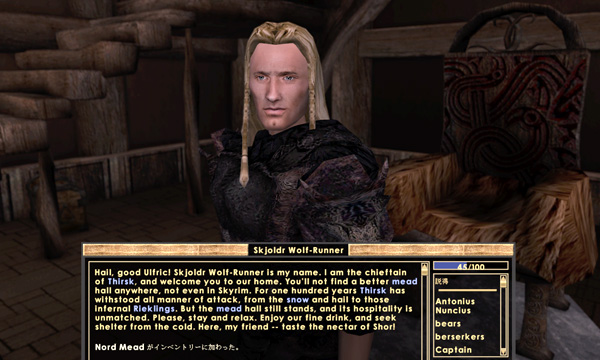 Skjoldr Wolf-Runner
Hail, good Ulfric! Skjoldr Wolf-Runner is my name. I am the chieftain
of Thirsk, and welcome you to our home. You'll not find a better mead
hall anywhere, not even in Skyrim. For one hundred years Thirsk has
withstood all manner of attack, from the snow and hail to those
infernal Rieklings. But the mead hall still stands, and its hospitality is
unmatched. Please, stay and relax. Enjoy our fine drink, and seek
shelter from the cold. Here, my friend -- taste the nectar of Shor!
Nord Mead がインベントリーに加わった。
45/100
説得
Antonius
Nuncius
bears
berserkers
Captain